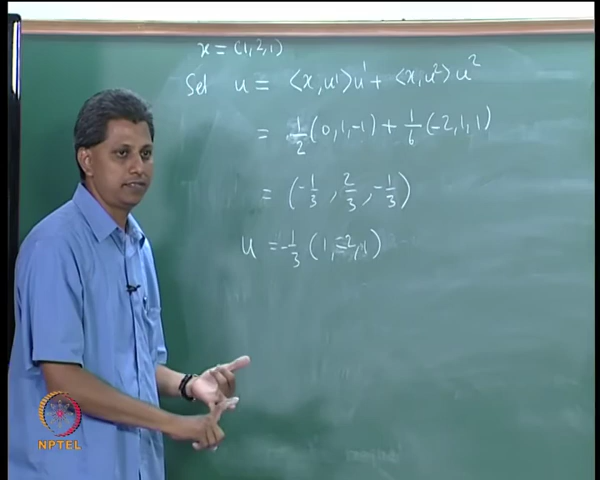 x = (1, 2, 1)
Set u = ⟨x, u¹⟩u¹ + ⟨x, u²⟩u²
= 1/2 (0, 1, -1) + 1/6 (-2, 1, 1)
= (-1/3, 2/3, -1/3)
u = -1/3 (1, -2, 1)
NPTEL